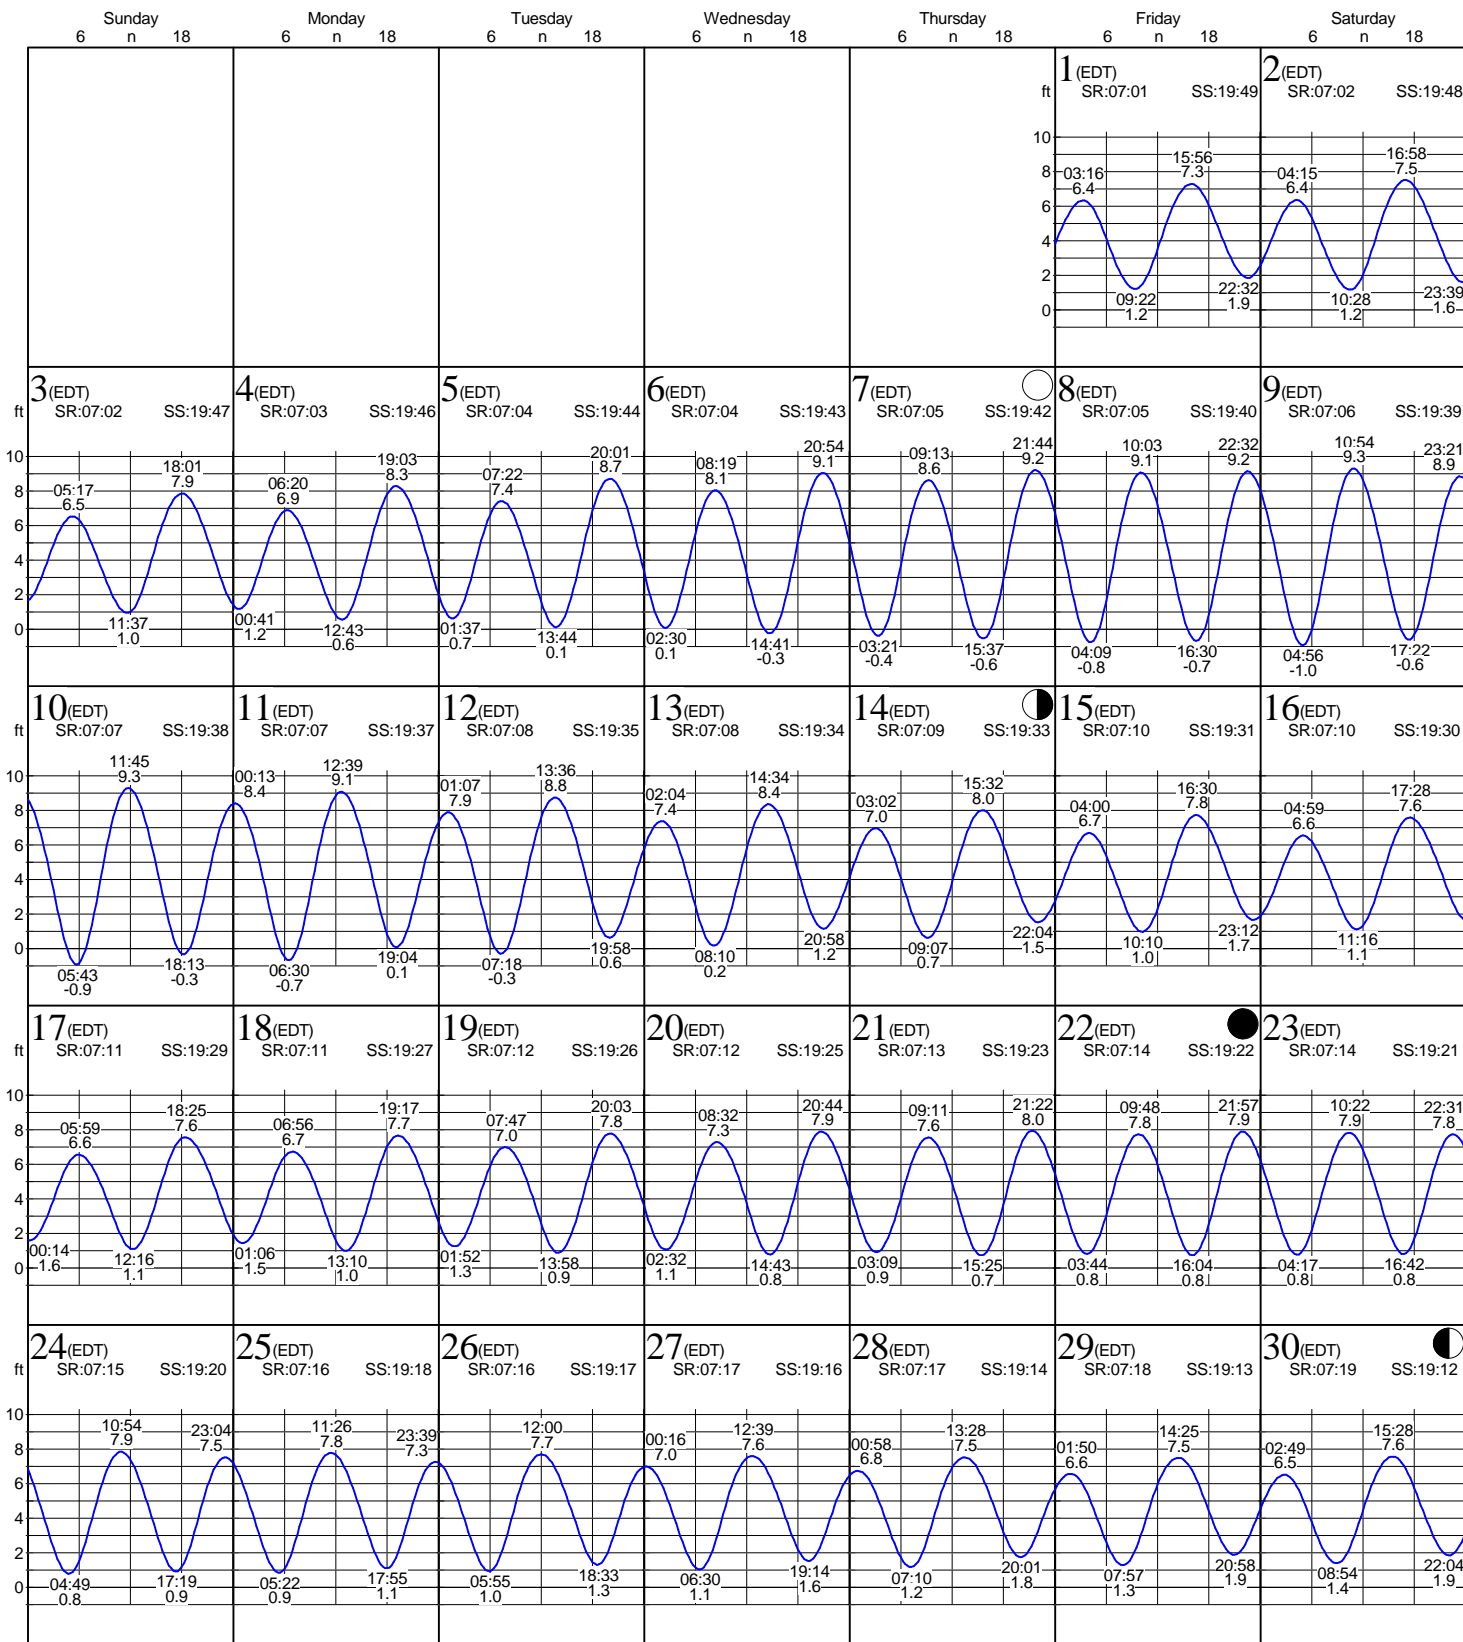 Sunday Monday Tuesday Wednesday Thursday Friday Saturday
6 n 18 6 n 18 6 n 18 6 n 18 6 n 18 6 n 18 6 n 18
1(EDT) 2(EDT)
ft SR:07:01 SS:19:49 SR:07:02 SS:19:48
10
15:56 16:58
8 7.3 7.5
03:16 04:15
6.4 6.4
6
4
2
09:22 22:32 10:28 23:39
0 1.2 1.9 1.2 1.6
3(EDT) 4(EDT) 5(EDT) 6(EDT) 7(EDT) 8(EDT) 9(EDT)
ft SR:07:02 SS:19:47 SR:07:03 SS:19:46 SR:07:04 SS:19:44 SR:07:04 SS:19:43 SR:07:05 SS:19:42 SR:07:05 SS:19:40 SR:07:06 SS:19:39
10
05:17 18:01 06:20 19:03 07:22 20:01 08:19 20:54 09:13 21:44 10:03 22:32 10:54 23:21
6.5 7.9 6.9 8.3 7.4 8.7 8.1 9.1 8.6 9.2 9.1 9.2 9.3 8.9
8
6
4
2
0
11:37 00:41 12:43 01:37 13:44 02:30 14:41 03:21 15:37 04:09 16:30 04:56 17:22
1.0 1.2 0.6 0.7 0.1 0.1 -0.3 -0.4 -0.6 -0.8 -0.7 -1.0 -0.6
10(EDT) 11(EDT) 12(EDT) 13(EDT) 14(EDT) 15(EDT) 16(EDT)
ft SR:07:07 SS:19:38 SR:07:07 SS:19:37 SR:07:08 SS:19:35 SR:07:08 SS:19:34 SR:07:09 SS:19:33 SR:07:10 SS:19:31 SR:07:10 SS:19:30
10
11:45 00:13 12:39 01:07 13:36 02:04 14:34 03:02 15:32 04:00 16:30 04:59 17:28
9.3 8.4 9.1 7.9 8.8 7.4 8.4 7.0 8.0 6.7 7.8 6.6 7.6
8
6
4
2
0
05:43 18:13 06:30 19:04 07:18 19:58 08:10 20:58 09:07 22:04 10:10 23:12 11:16
-0.9 -0.3 -0.7 0.1 -0.3 0.6 0.2 1.2 0.7 1.5 1.0 1.7 1.1
17(EDT) 18(EDT) 19(EDT) 20(EDT) 21(EDT) 22(EDT) 23(EDT)
ft SR:07:11 SS:19:29 SR:07:11 SS:19:27 SR:07:12 SS:19:26 SR:07:12 SS:19:25 SR:07:13 SS:19:23 SR:07:14 SS:19:22 SR:07:14 SS:19:21
10
05:59 18:25 06:56 19:17 07:47 20:03 08:32 20:44 09:11 21:22 09:48 21:57 10:22 22:31
6.6 7.6 6.7 7.7 7.0 7.8 7.3 7.9 7.6 8.0 7.8 7.9 7.9 7.8
8
6
4
2
0
00:14 12:16 01:06 13:10 01:52 13:58 02:32 14:43 03:09 15:25 03:44 16:04 04:17 16:42
1.6 1.1 1.5 1.0 1.3 0.9 1.1 0.8 0.9 0.7 0.8 0.8 0.8 0.8
24(EDT) 25(EDT) 26(EDT) 27(EDT) 28(EDT) 29(EDT) 30(EDT)
ft SR:07:15 SS:19:20 SR:07:16 SS:19:18 SR:07:16 SS:19:17 SR:07:17 SS:19:16 SR:07:17 SS:19:14 SR:07:18 SS:19:13 SR:07:19 SS:19:12
10
10:54 23:04 11:26 23:39 12:00 00:16 12:39 00:58 13:28 01:50 14:25 02:49 15:28
7.9 7.5 7.8 7.3 7.7 7.0 7.6 6.8 7.5 6.6 7.5 6.5 7.6
8
6
4
2
0
04:49 17:19 05:22 17:55 05:55 18:33 06:30 19:14 07:10 20:01 07:57 20:58 08:54 22:04
0.8 0.9 0.9 1.1 1.0 1.3 1.1 1.6 1.2 1.8 1.3 1.9 1.4 1.9